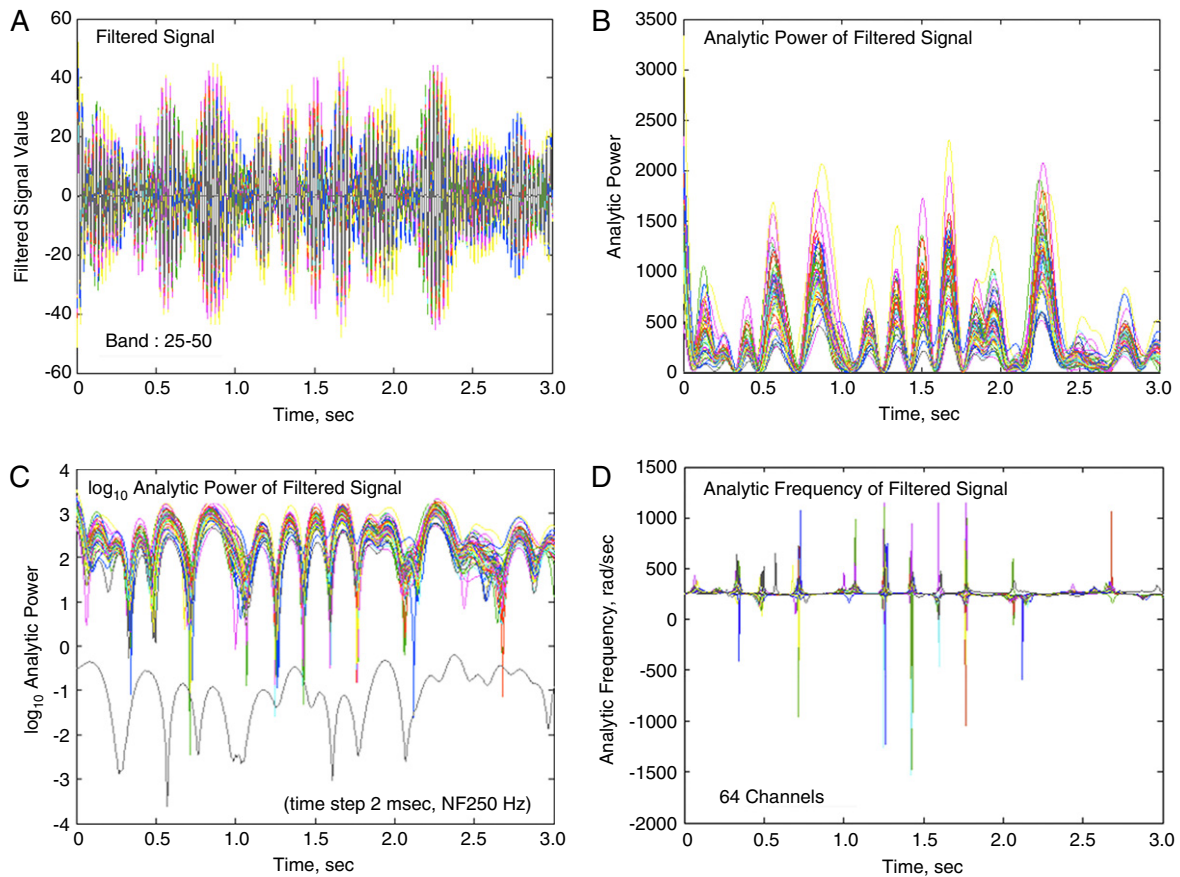 A
Filtered Signal
Filtered Signal Value
60
40
20
0
-20
-40
-60
Band : 25-50
0 0.5 1.0 1.5 2.0 2.5 3.0
Time, sec
B
Analytic Power of Filtered Signal
Analytic Power
3500
3000
2500
2000
1500
1000
500
0
0 0.5 1.0 1.5 2.0 2.5 3.0
Time, sec
C
log₁₀ Analytic Power of Filtered Signal
log₁₀ Analytic Power
4
3
2
1
0
-1
-2
-3
-4
(time step 2 msec, NF250 Hz)
0 0.5 1.0 1.5 2.0 2.5 3.0
Time, sec
D
Analytic Frequency of Filtered Signal
Analytic Frequency, rad/sec
1500
1000
500
0
-500
-1000
-1500
-2000
64 Channels
0 0.5 1.0 1.5 2.0 2.5 3.0
Time, sec